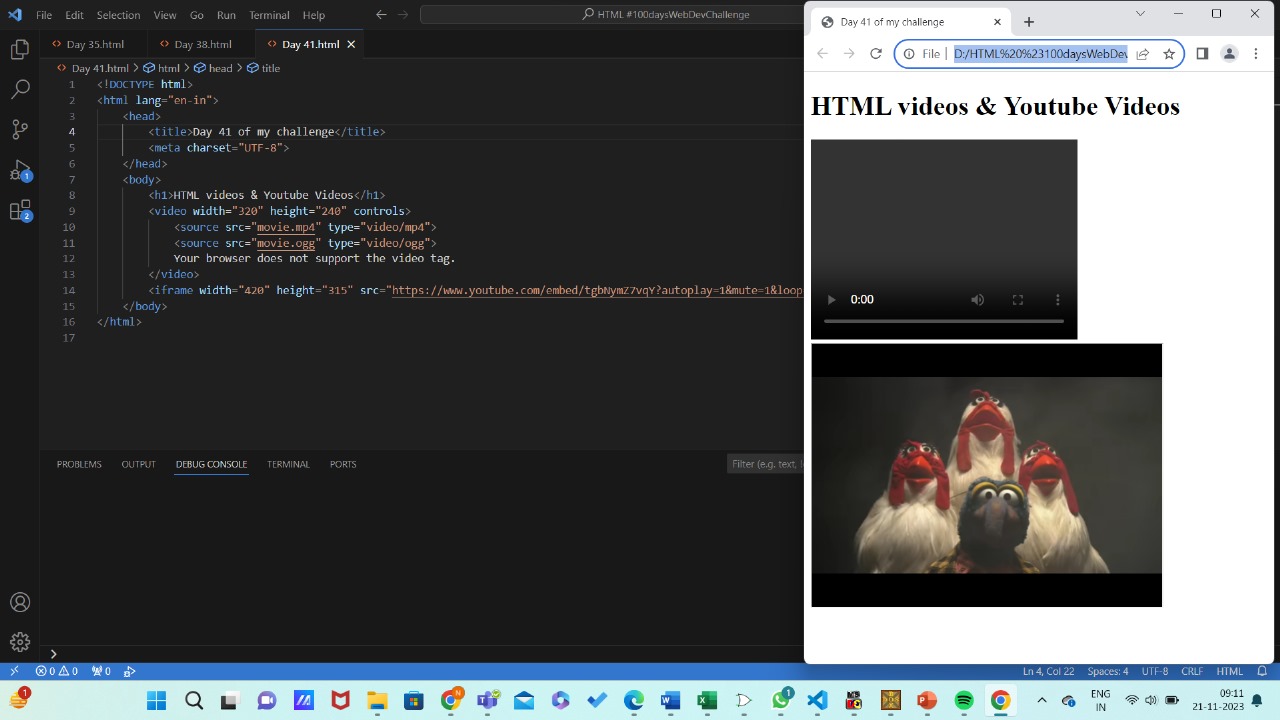 File Edit Selection View Go Run Terminal Help
HTML #100daysWebDevChallenge
Day 35.html Day 38.html Day 41.html
Day 41.html > html > head > title
1 <!DOCTYPE html>
2 <html lang="en-in">
3 <head>
4 <title>Day 41 of my challenge</title>
5 <meta charset="UTF-8">
6 </head>
7 <body>
8 <h1>HTML videos & Youtube Videos</h1>
9 <video width="320" height="240" controls>
10 <source src="movie.mp4" type="video/mp4">
11 <source src="movie.ogg" type="video/ogg">
12 Your browser does not support the video tag.
13 </video>
14 <iframe width="420" height="315" src="https://www.youtube.com/embed/tgbNymZ7vqY?autoplay=1&mute=1&loop
15 </body>
16 </html>
17
1
2
PROBLEMS OUTPUT DEBUG CONSOLE TERMINAL PORTS
Filter (e.g. text,
0 0 0
Day 41 of my challenge
File | D:/HTML%20%23100daysWebDev
HTML videos & Youtube Videos
0:00
Ln 4, Col 22 Spaces: 4 UTF-8 CRLF HTML
1
N
1
ENG
IN
09:11
21-11-2023